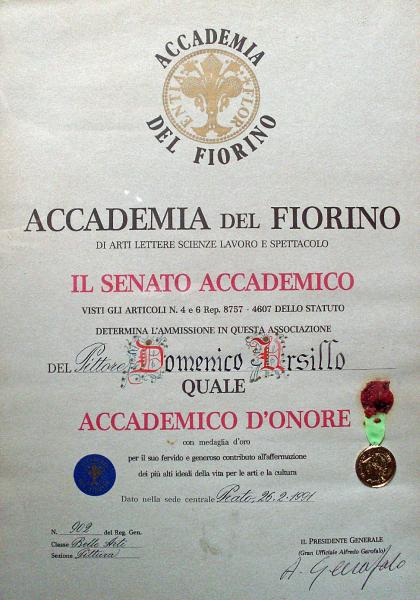 ACCADEMIA
ENTIA FLOR
DEL FIORINO
ACCADEMIA DEL FIORINO
DI ARTI LETTERE SCIENZE LAVORO E SPETTACOLO
IL SENATO ACCADEMICO
VISTI GLI ARTICOLI N. 4 e 6 Rep. 8757 - 4607 DELLO STATUTO
DETERMINA L'AMMISSIONE IN QUESTA ASSOCIAZIONE
DEL Pittore Domenico Ursillo
QUALE
ACCADEMICO D'ONORE
con medaglia d'oro
per il suo fervido e generoso contributo all'affermazione
dei più alti ideali della vita per le arti e la cultura
Dato nella sede centrale Prato, 26.2.1991
N. 902 del Reg. Gen.
Classe Belle Arti
Sezione Pittura
IL PRESIDENTE GENERALE
(Gran Ufficiale Alfredo Garofalo)
A. Garofalo